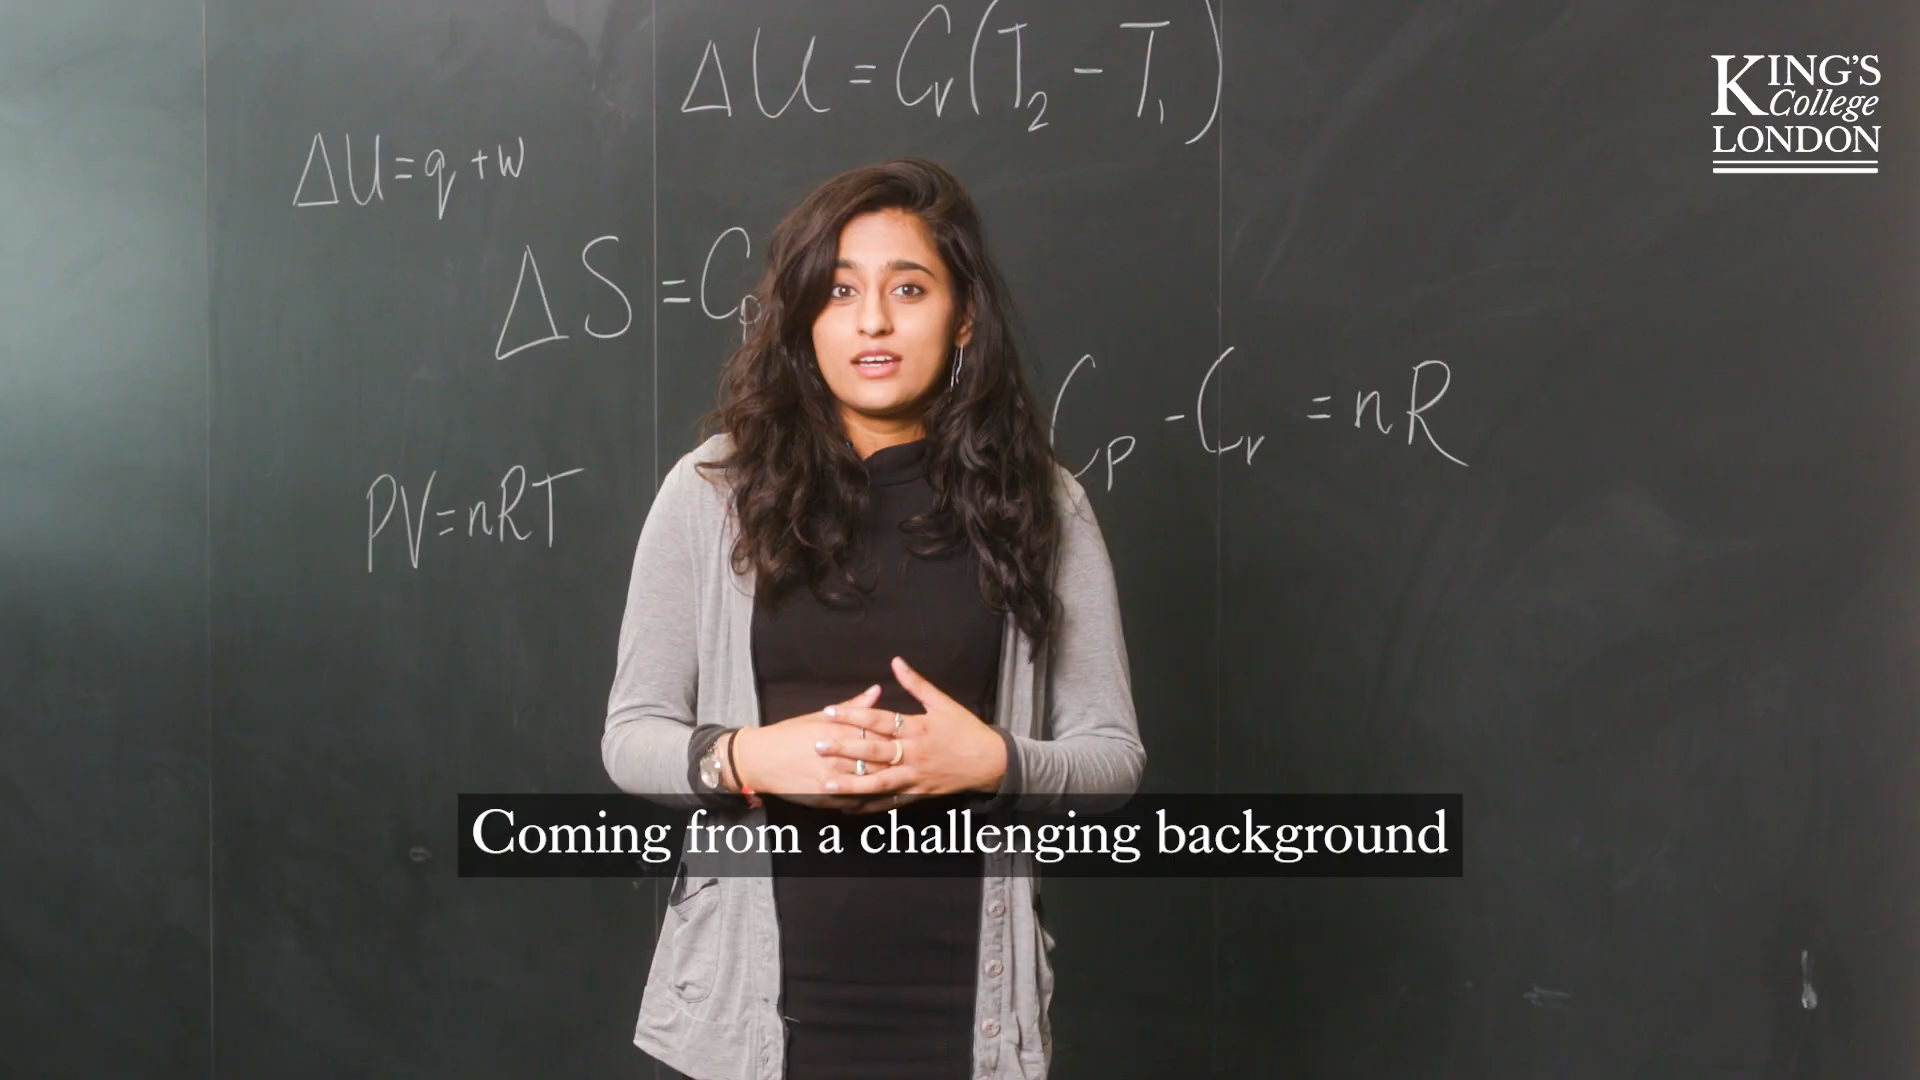 ΔU = Cv(T2 - T1)
KING'S
College
LONDON
ΔU = q + w
ΔS = Cp
Cp - Cv = nR
PV = nRT
Coming from a challenging background